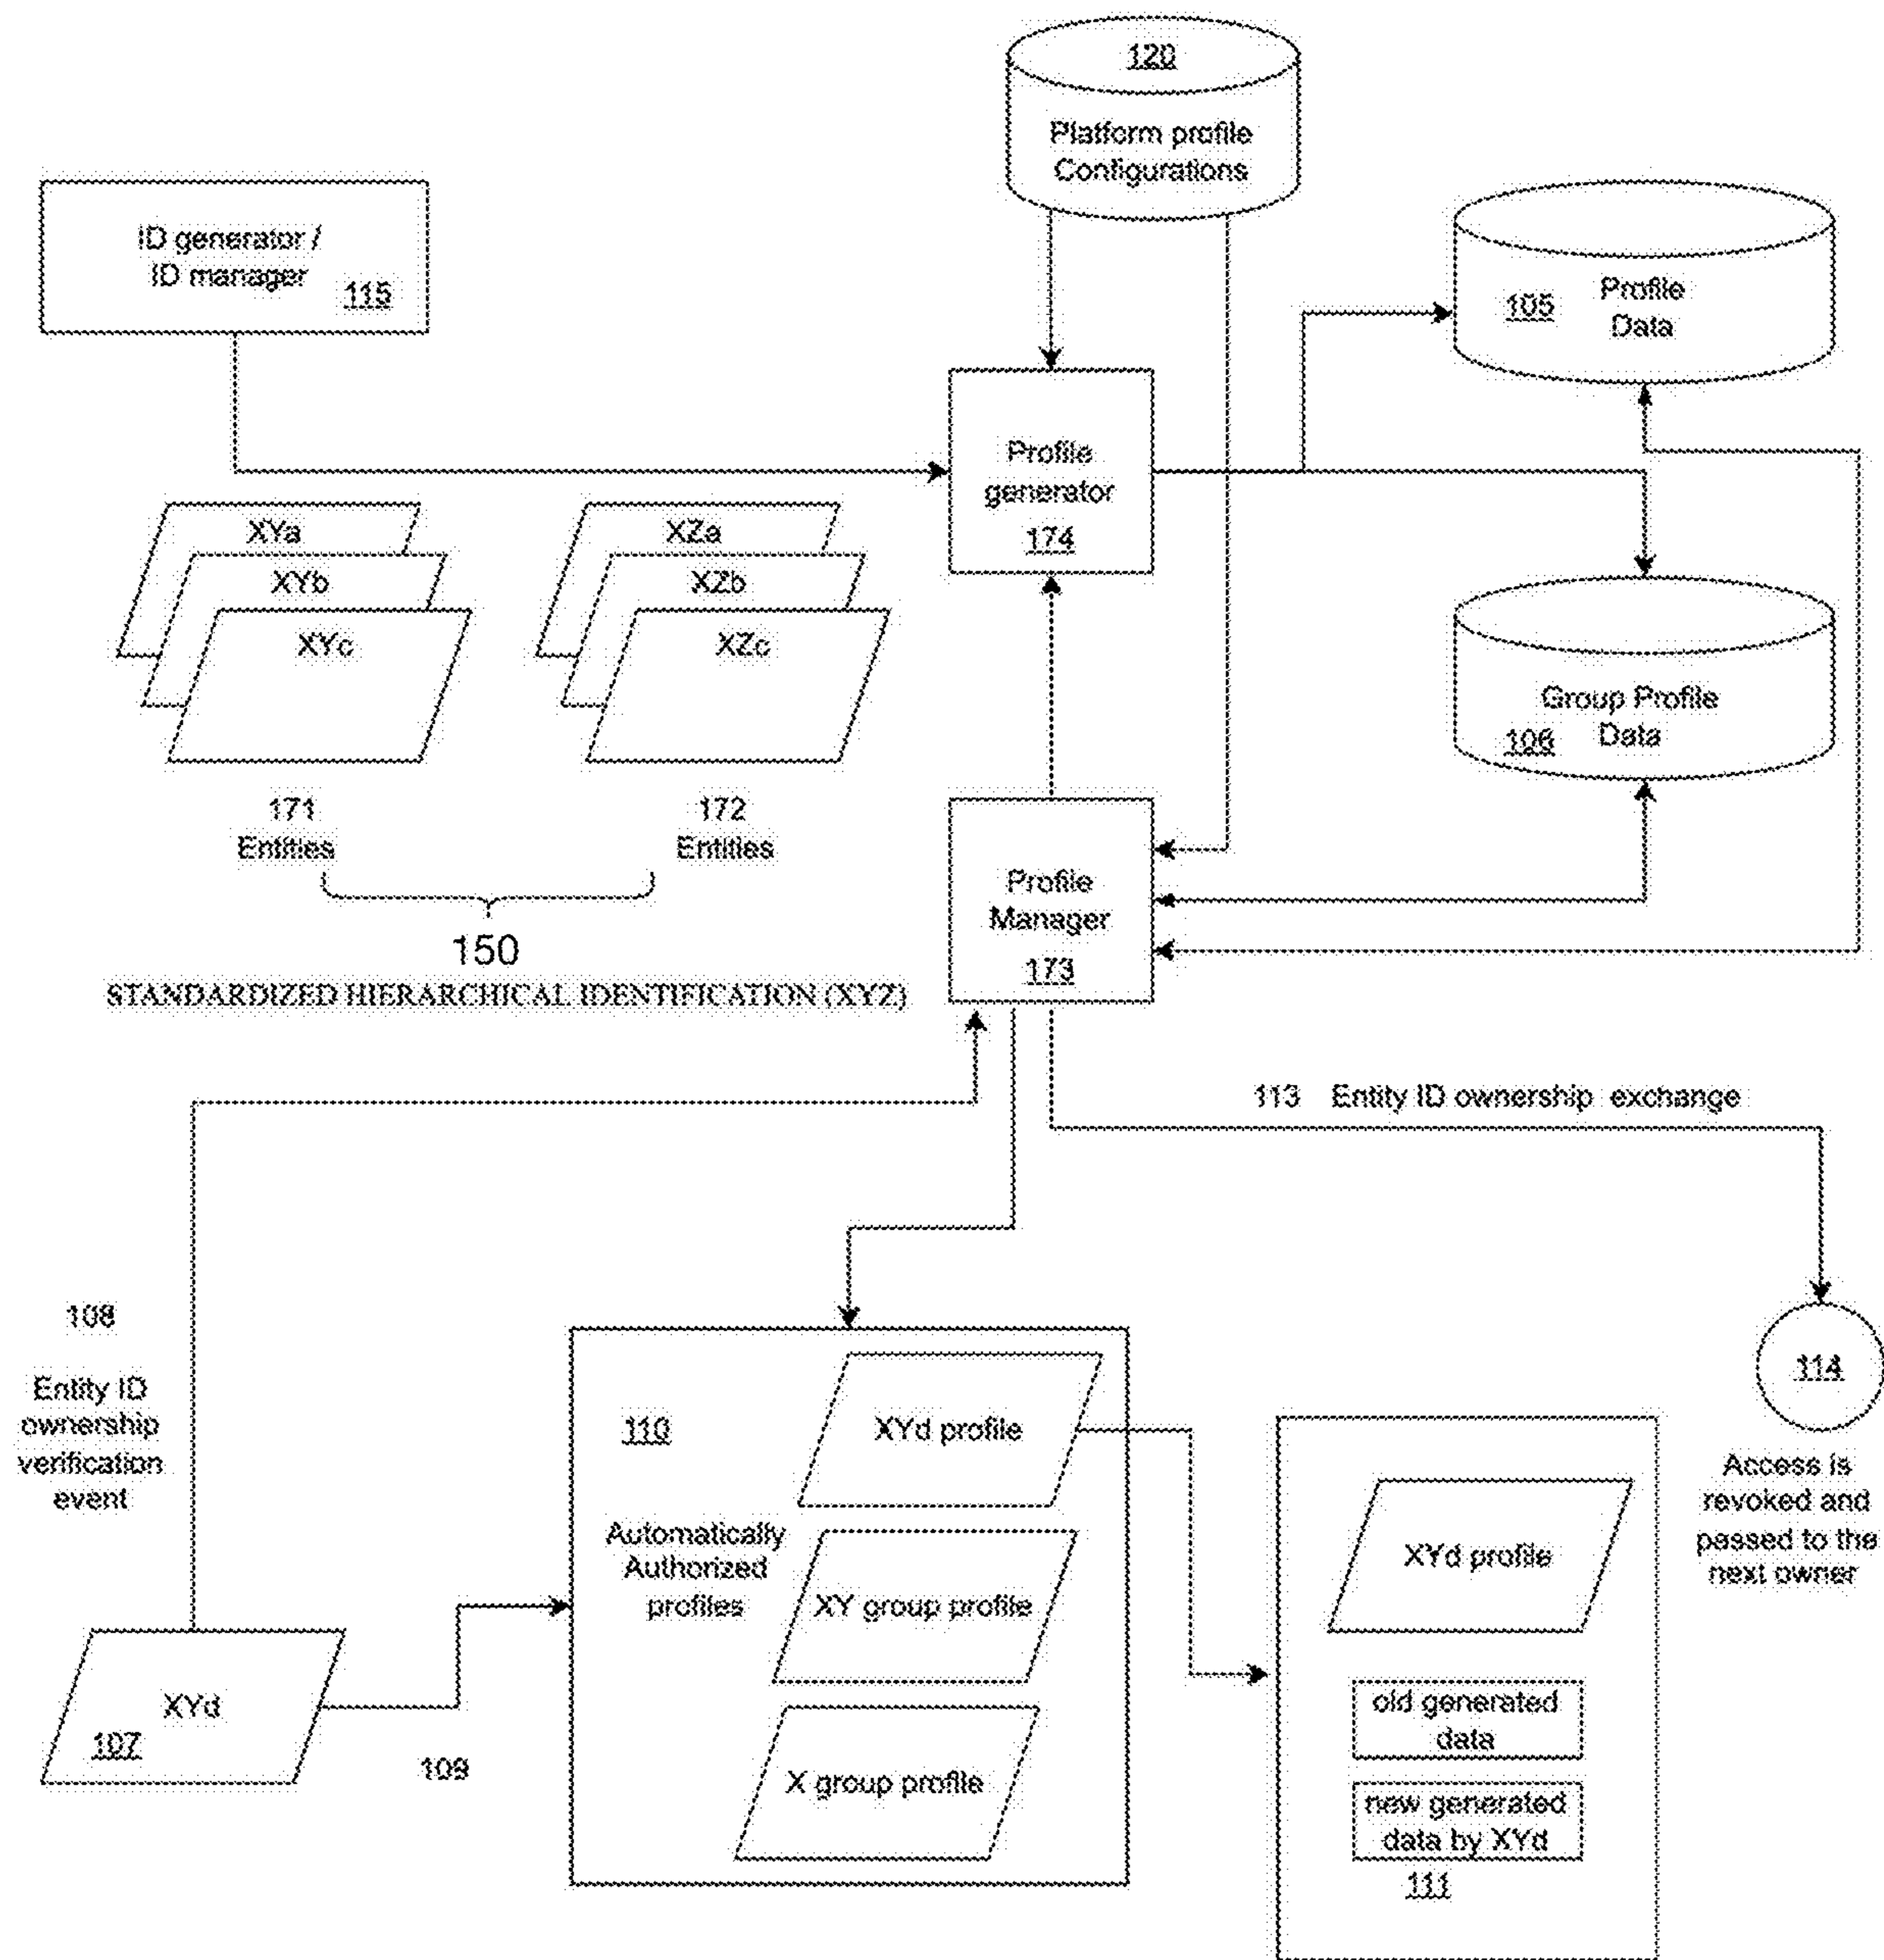 120
Platform profile
Configurations
ID generator /
ID manager
115
105
Profile
Data
Profile
generator
174
XYa
XYb
XYc
XZa
XZb
XZc
Group Profile
Data
106
171
Entities
172
Entities
150
STANDARDIZED HIERARCHICAL IDENTIFICATION (XYZ)
Profile
Manager
173
113 Entity ID ownership exchange
108
Entity ID
ownership
verification
event
110
Automatically
Authorized
profiles
XYd profile
XY group profile
X group profile
114
Access is
revoked and
passed to the
next owner
XYd
107
109
XYd profile
old generated
data
new generated
data by XYd
111